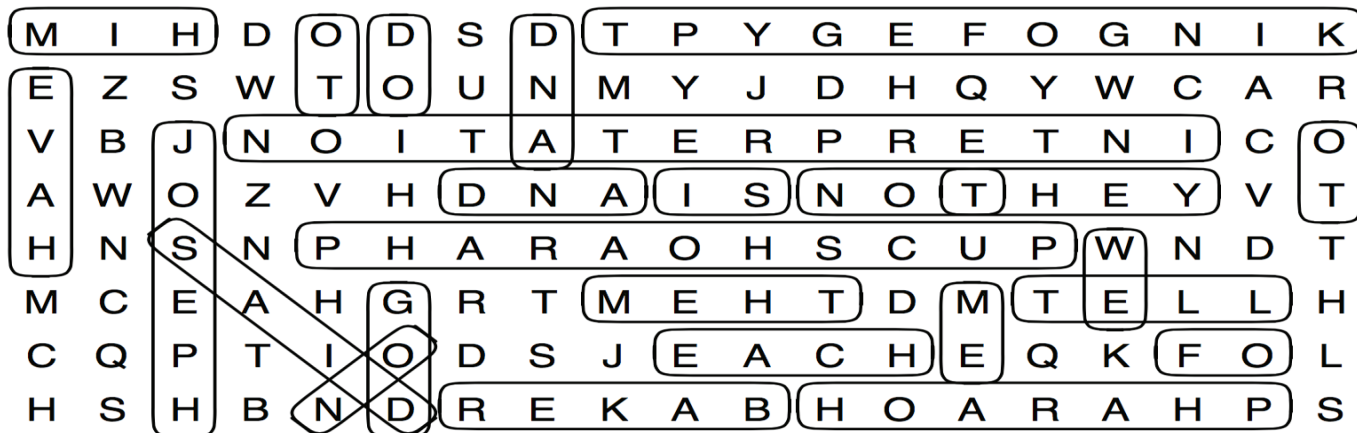 M I H D O D S D T P Y G E F O G N I K
E Z S W T O U N M Y J D H Q Y W C A R
V B J N O I T A T E R P R E T N I C O
A W O Z V H D N A I S N O T H E Y V T
H N S N P H A R A O H S C U P W N D T
M C E A H G R T M E H T D M T E L L H
C Q P T I O D S J E A C H E Q K F O L
H S H B N D R E K A B H O A R A H P S